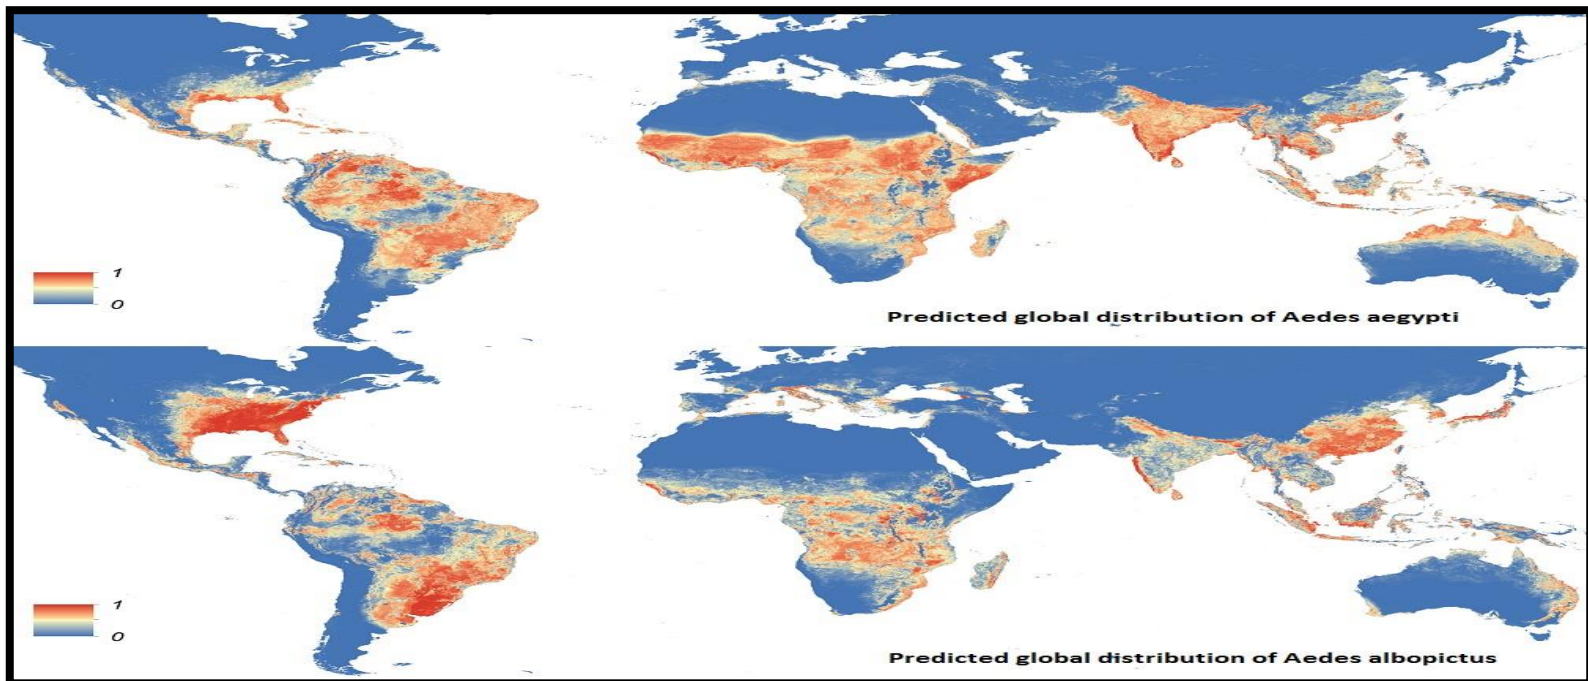 1
0
Predicted global distribution of Aedes aegypti
1
0
Predicted global distribution of Aedes albopictus